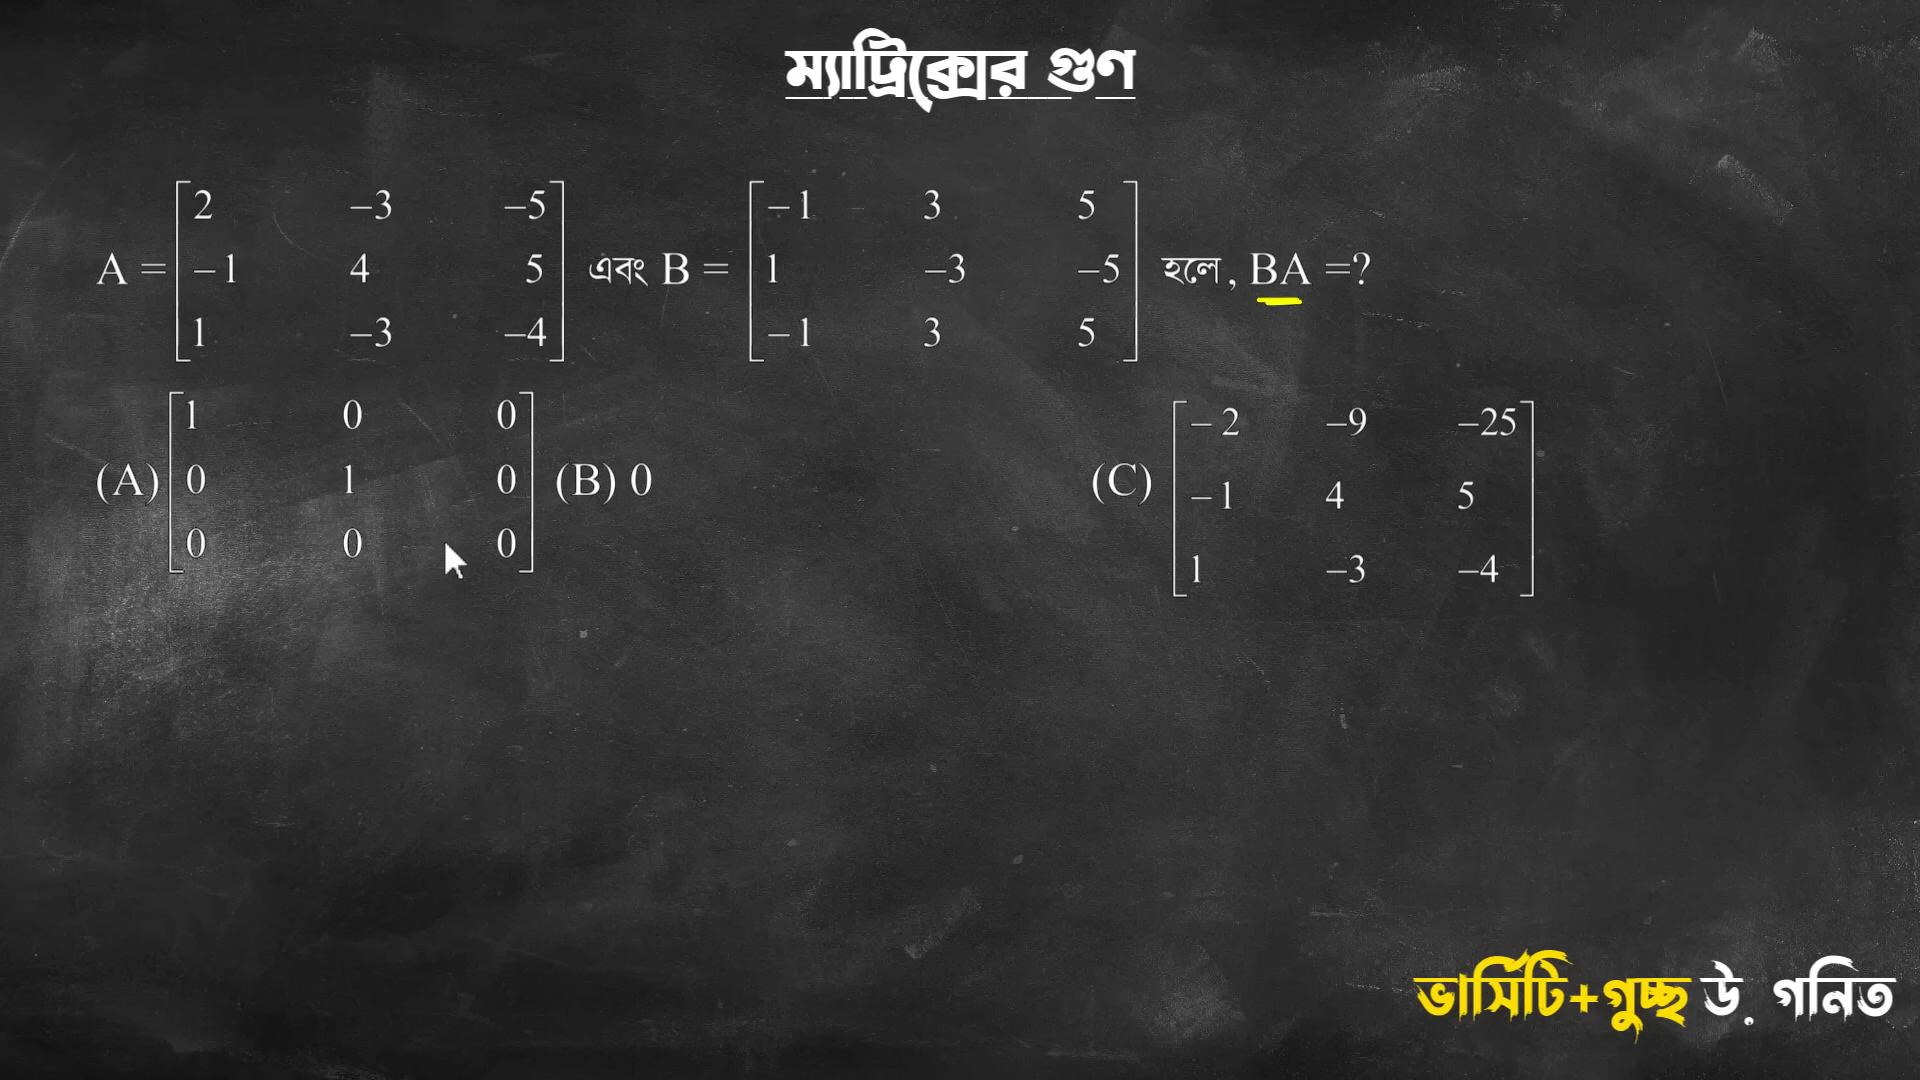 ম্যাট্রিক্সের গুণ
A = [2 –3 –5
–1 4 5
1 –3 –4] এবং B = [–1 3 5
1 –3 –5
–1 3 5] হলে, BA =?
(A) [1 0 0
0 1 0
0 0 0] (B) 0 (C) [–2 –9 –25
–1 4 5
1 –3 –4]
ভার্সিটি+গুচ্ছ উ. গনিত